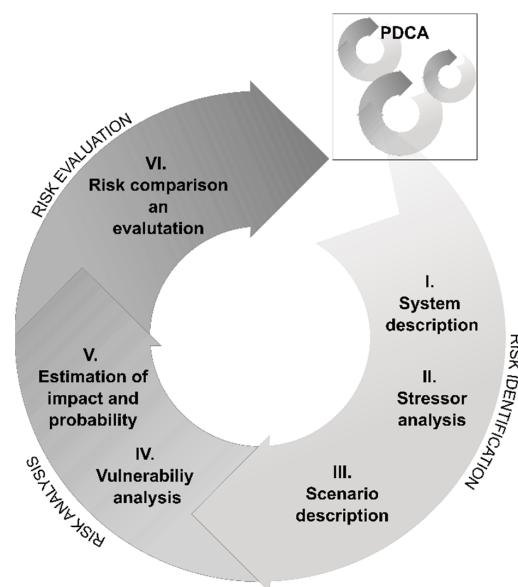 PDCA
RISK EVALUATION
VI.
Risk comparison
an
evalutation
I.
System
description
II.
Stressor
analysis
RISK IDENTIFICATION
III.
Scenario
description
V.
Estimation of
impact and
probability
IV.
Vulnerabiliy
analysis
RISK ANALYSIS